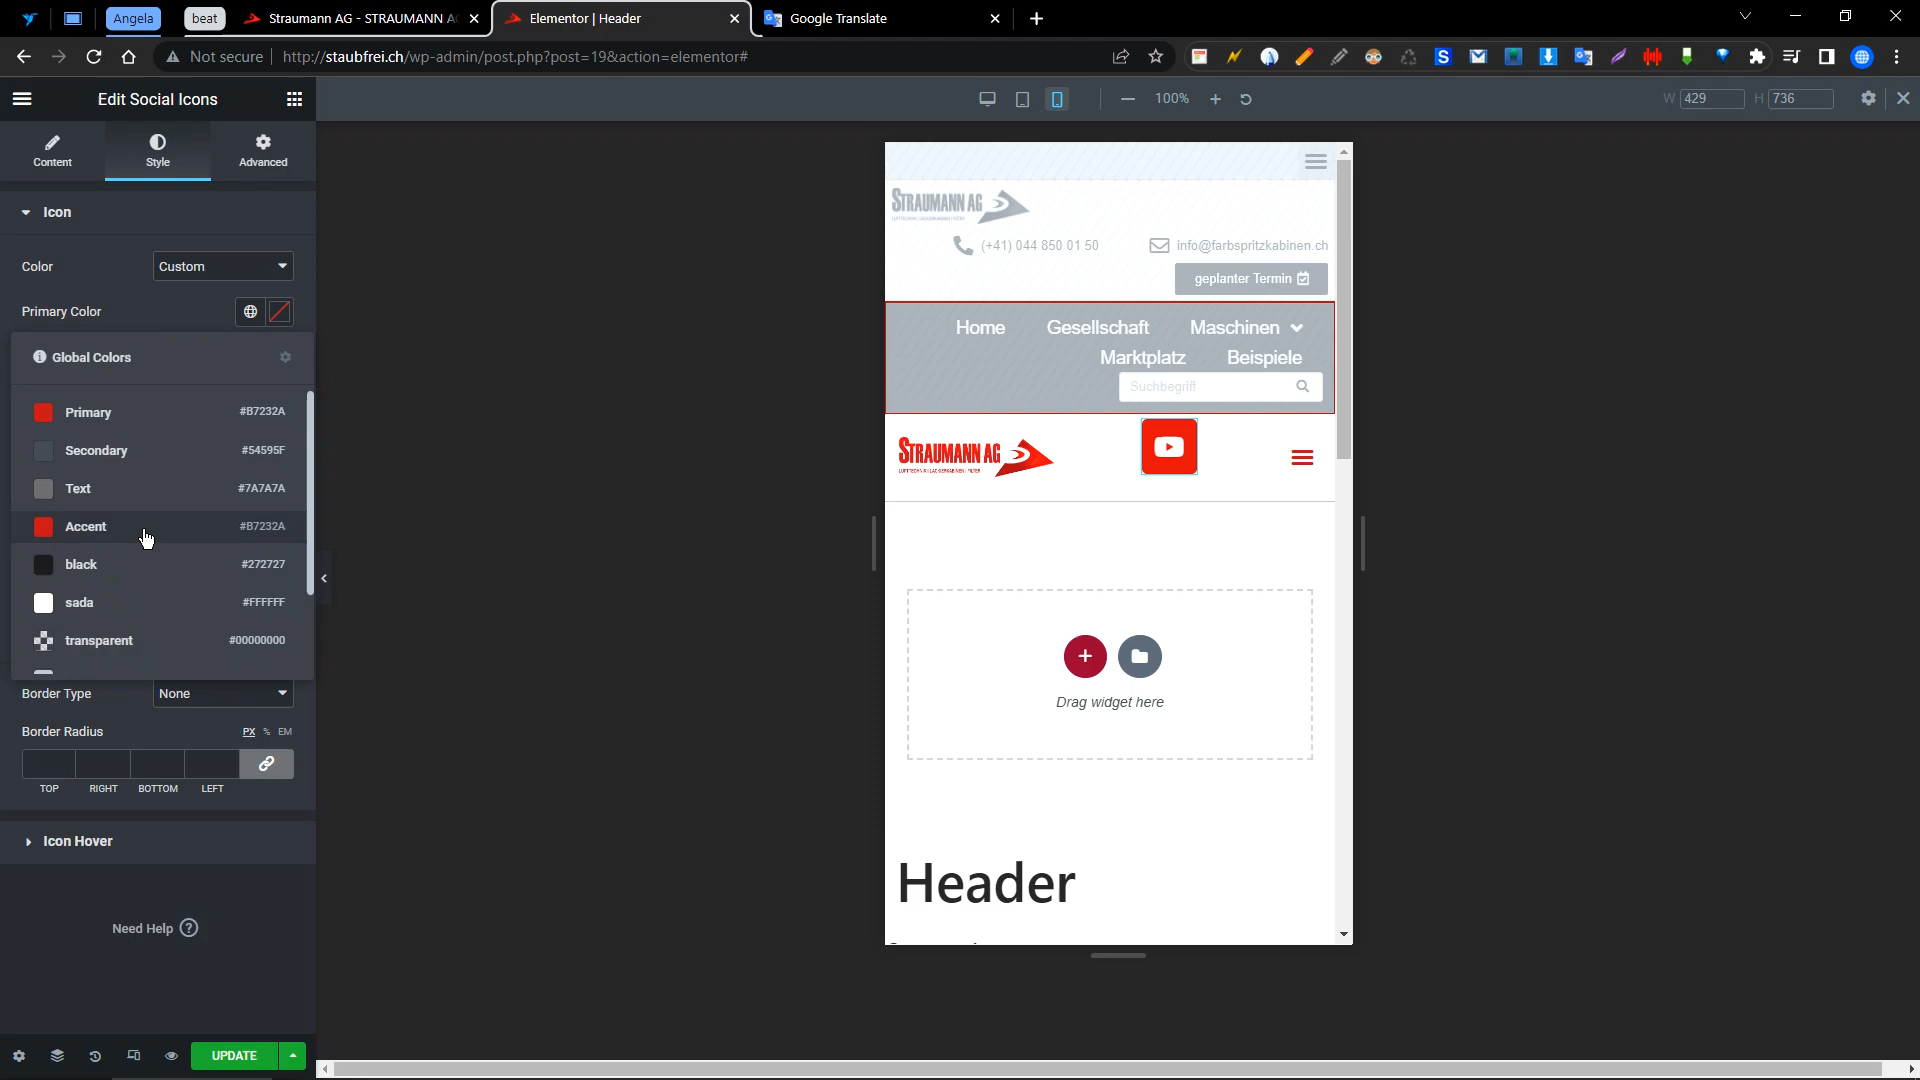 Angela
beat
Straumann AG - STRAUMANN AG
Elementor | Header
Google Translate
Not secure
http://staubfrei.ch/wp-admin/post.php?post=19&action=elementor#
Edit Social Icons
100%
W 429
H 736
Content
Style
Advanced
Icon
Color
Custom
Primary Color
Global Colors
Primary #B7232A
Secondary #54595F
Text #7A7A7A
Accent #B7232A
black #272727
sada #FFFFFF
transparent #00000000
Border Type
None
Border Radius
PX % EM
TOP RIGHT BOTTOM LEFT
Icon Hover
Need Help
UPDATE
STRAUMANN AG
(+41) 044 850 01 50
info@farbspritzkabinen.ch
geplanter Termin
Home Gesellschaft Maschinen
Marktplatz Beispiele
Suchbegriff
STRAUMANN AG
LUFTTECHNIK LACKIERKABINEN FILTER
Drag widget here
Header